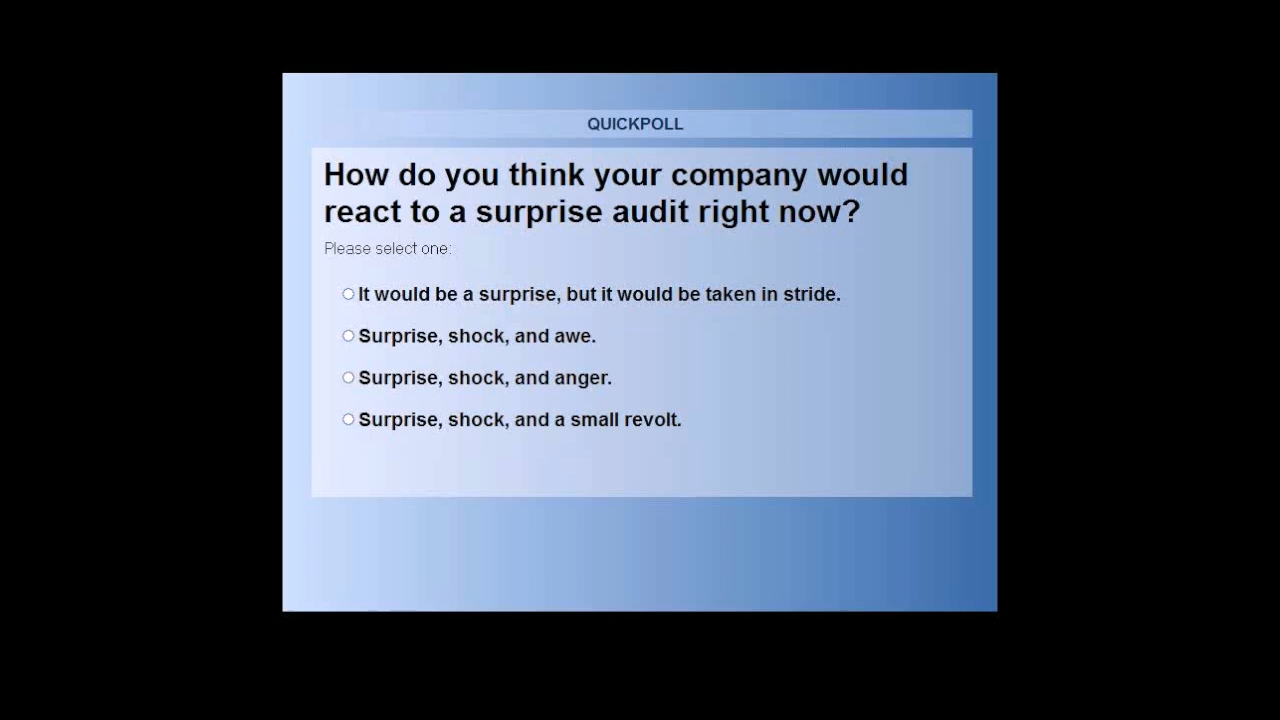 QUICKPOLL
How do you think your company would
react to a surprise audit right now?
Please select one:
It would be a surprise, but it would be taken in stride.
Surprise, shock, and awe.
Surprise, shock, and anger.
Surprise, shock, and a small revolt.